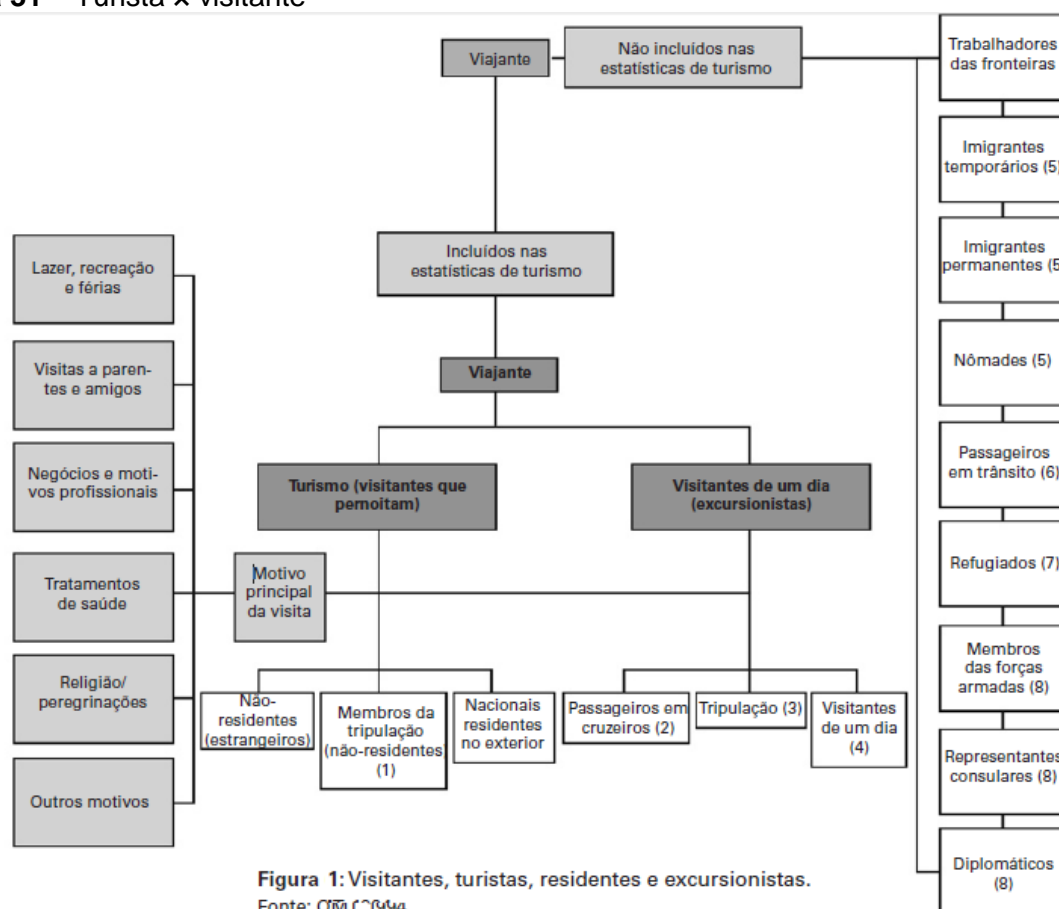 Turista × visitante
Viajante
Não incluídos nas
estatísticas de turismo
Trabalhadores
das fronteiras
Imigrantes
temporários (5)
Imigrantes
permanentes (5
Nômades (5)
Passageiros
em trânsito (6)
Refugiados (7)
Membros
das forças
armadas (8)
Representantes
consulares (8)
Diplomáticos
(8)
Incluídos nas
estatísticas de turismo
Viajante
Turismo (visitantes que
pernoitam)
Visitantes de um dia
(excursionistas)
Lazer, recreação
e férias
Visitas a paren-
tes e amigos
Negócios e moti-
vos profissionais
Tratamentos
de saúde
Religião/
peregrinações
Outros motivos
Motivo
principal
da visita
Não-
residentes
(estrangeiros)
Membros da
tripulação
(não-residentes)
(1)
Nacionais
residentes
no exterior
Passageiros em
cruzeiros (2)
Tripulação (3)
Visitantes
de um dia
(4)
Figura 1: Visitantes, turistas, residentes e excursionistas.
Fonte: